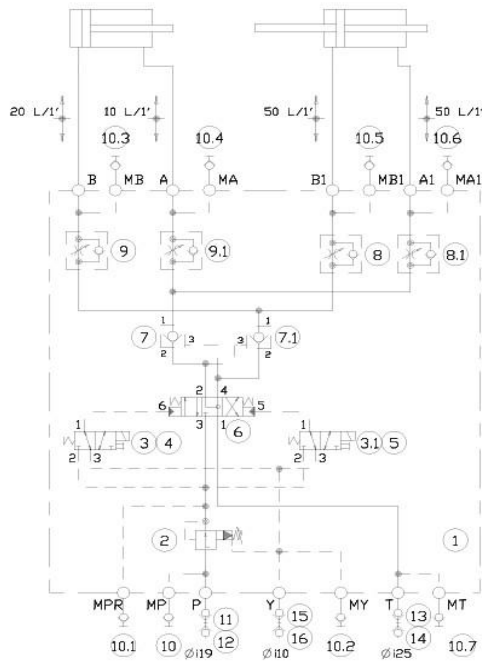 20 L/1' 10 L/1' 50 L/1' 50 L/1'
10.3 10.4 10.5 10.6
B MB A MA B1 MB1 A1 MA1
9 9.1 8 8.1
1 1
7 3 3 7.1
2 2
2 4
6 5
3 1 6
1 3 4 1 3.1 5
2 3 2 3
2 1
MPR MP P Y MY T MT
11 15 13
10.1 10 12 16 10.2 14 10.7
Øi19 Øi10 Øi25